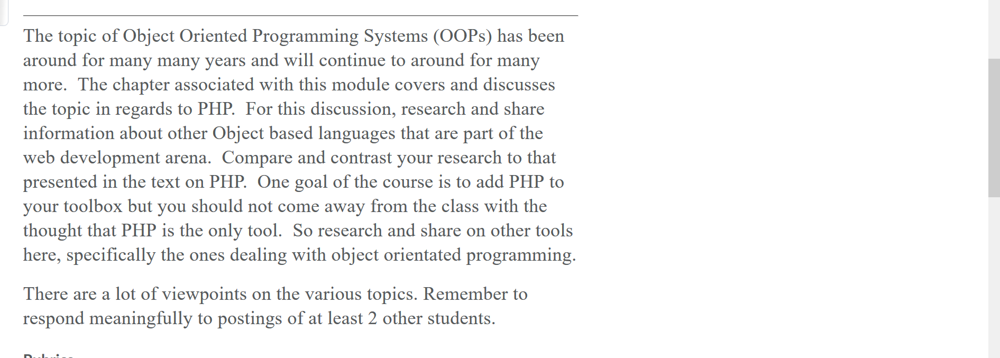 The topic of Object Oriented Programming Systems (OOPs) has been
around for many many years and will continue to around for many
more.  The chapter associated with this module covers and discusses
the topic in regards to PHP.  For this discussion, research and share
information about other Object based languages that are part of the
web development arena.  Compare and contrast your research to that
presented in the text on PHP.  One goal of the course is to add PHP to
your toolbox but you should not come away from the class with the
thought that PHP is the only tool.  So research and share on other tools
here, specifically the ones dealing with object orientated programming.
There are a lot of viewpoints on the various topics. Remember to
respond meaningfully to postings of at least 2 other students.